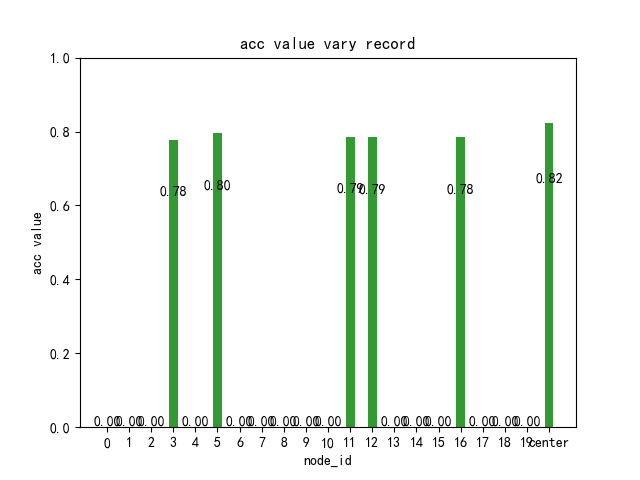 acc value vary record
1.0
0.8
0.6
0.4
0.2
0.0
acc value
0.00 0.00 0.00 0.78 0.00 0.80 0.00 0.00 0.00 0.00 0.00 0.79 0.79 0.00 0.00 0.00 0.78 0.00 0.00 0.00 0.82
0 1 2 3 4 5 6 7 8 9 10 11 12 13 14 15 16 17 18 19 center
node_id